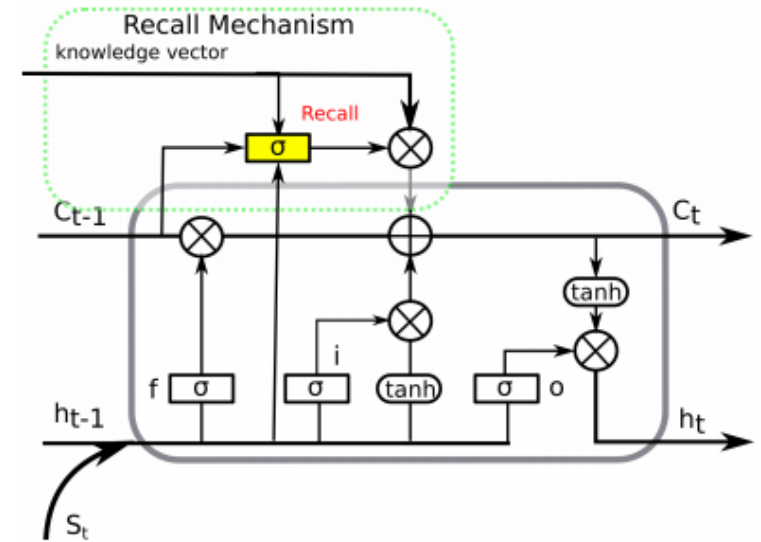 Recall Mechanism
knowledge vector
Recall
σ
Ct-1
Ct
tanh
i
f
σ
σ
tanh
σ
o
ht-1
ht
St